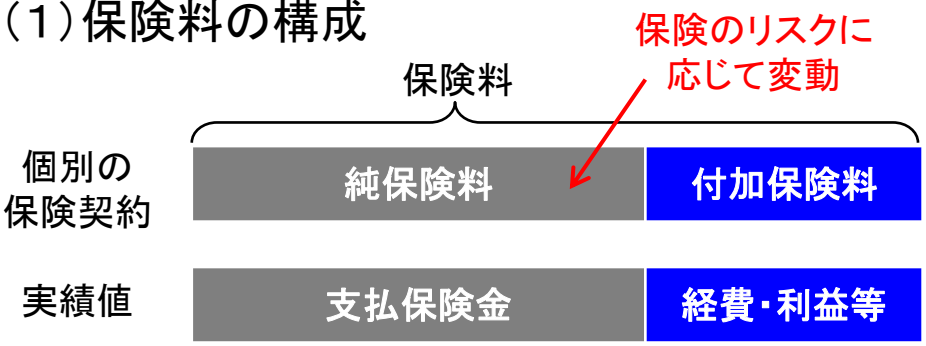 (1)保険料の構成
保険のリスクに
応じて変動
保険料
個別の
保険契約
純保険料
付加保険料
実績値
支払保険金
経費・利益等